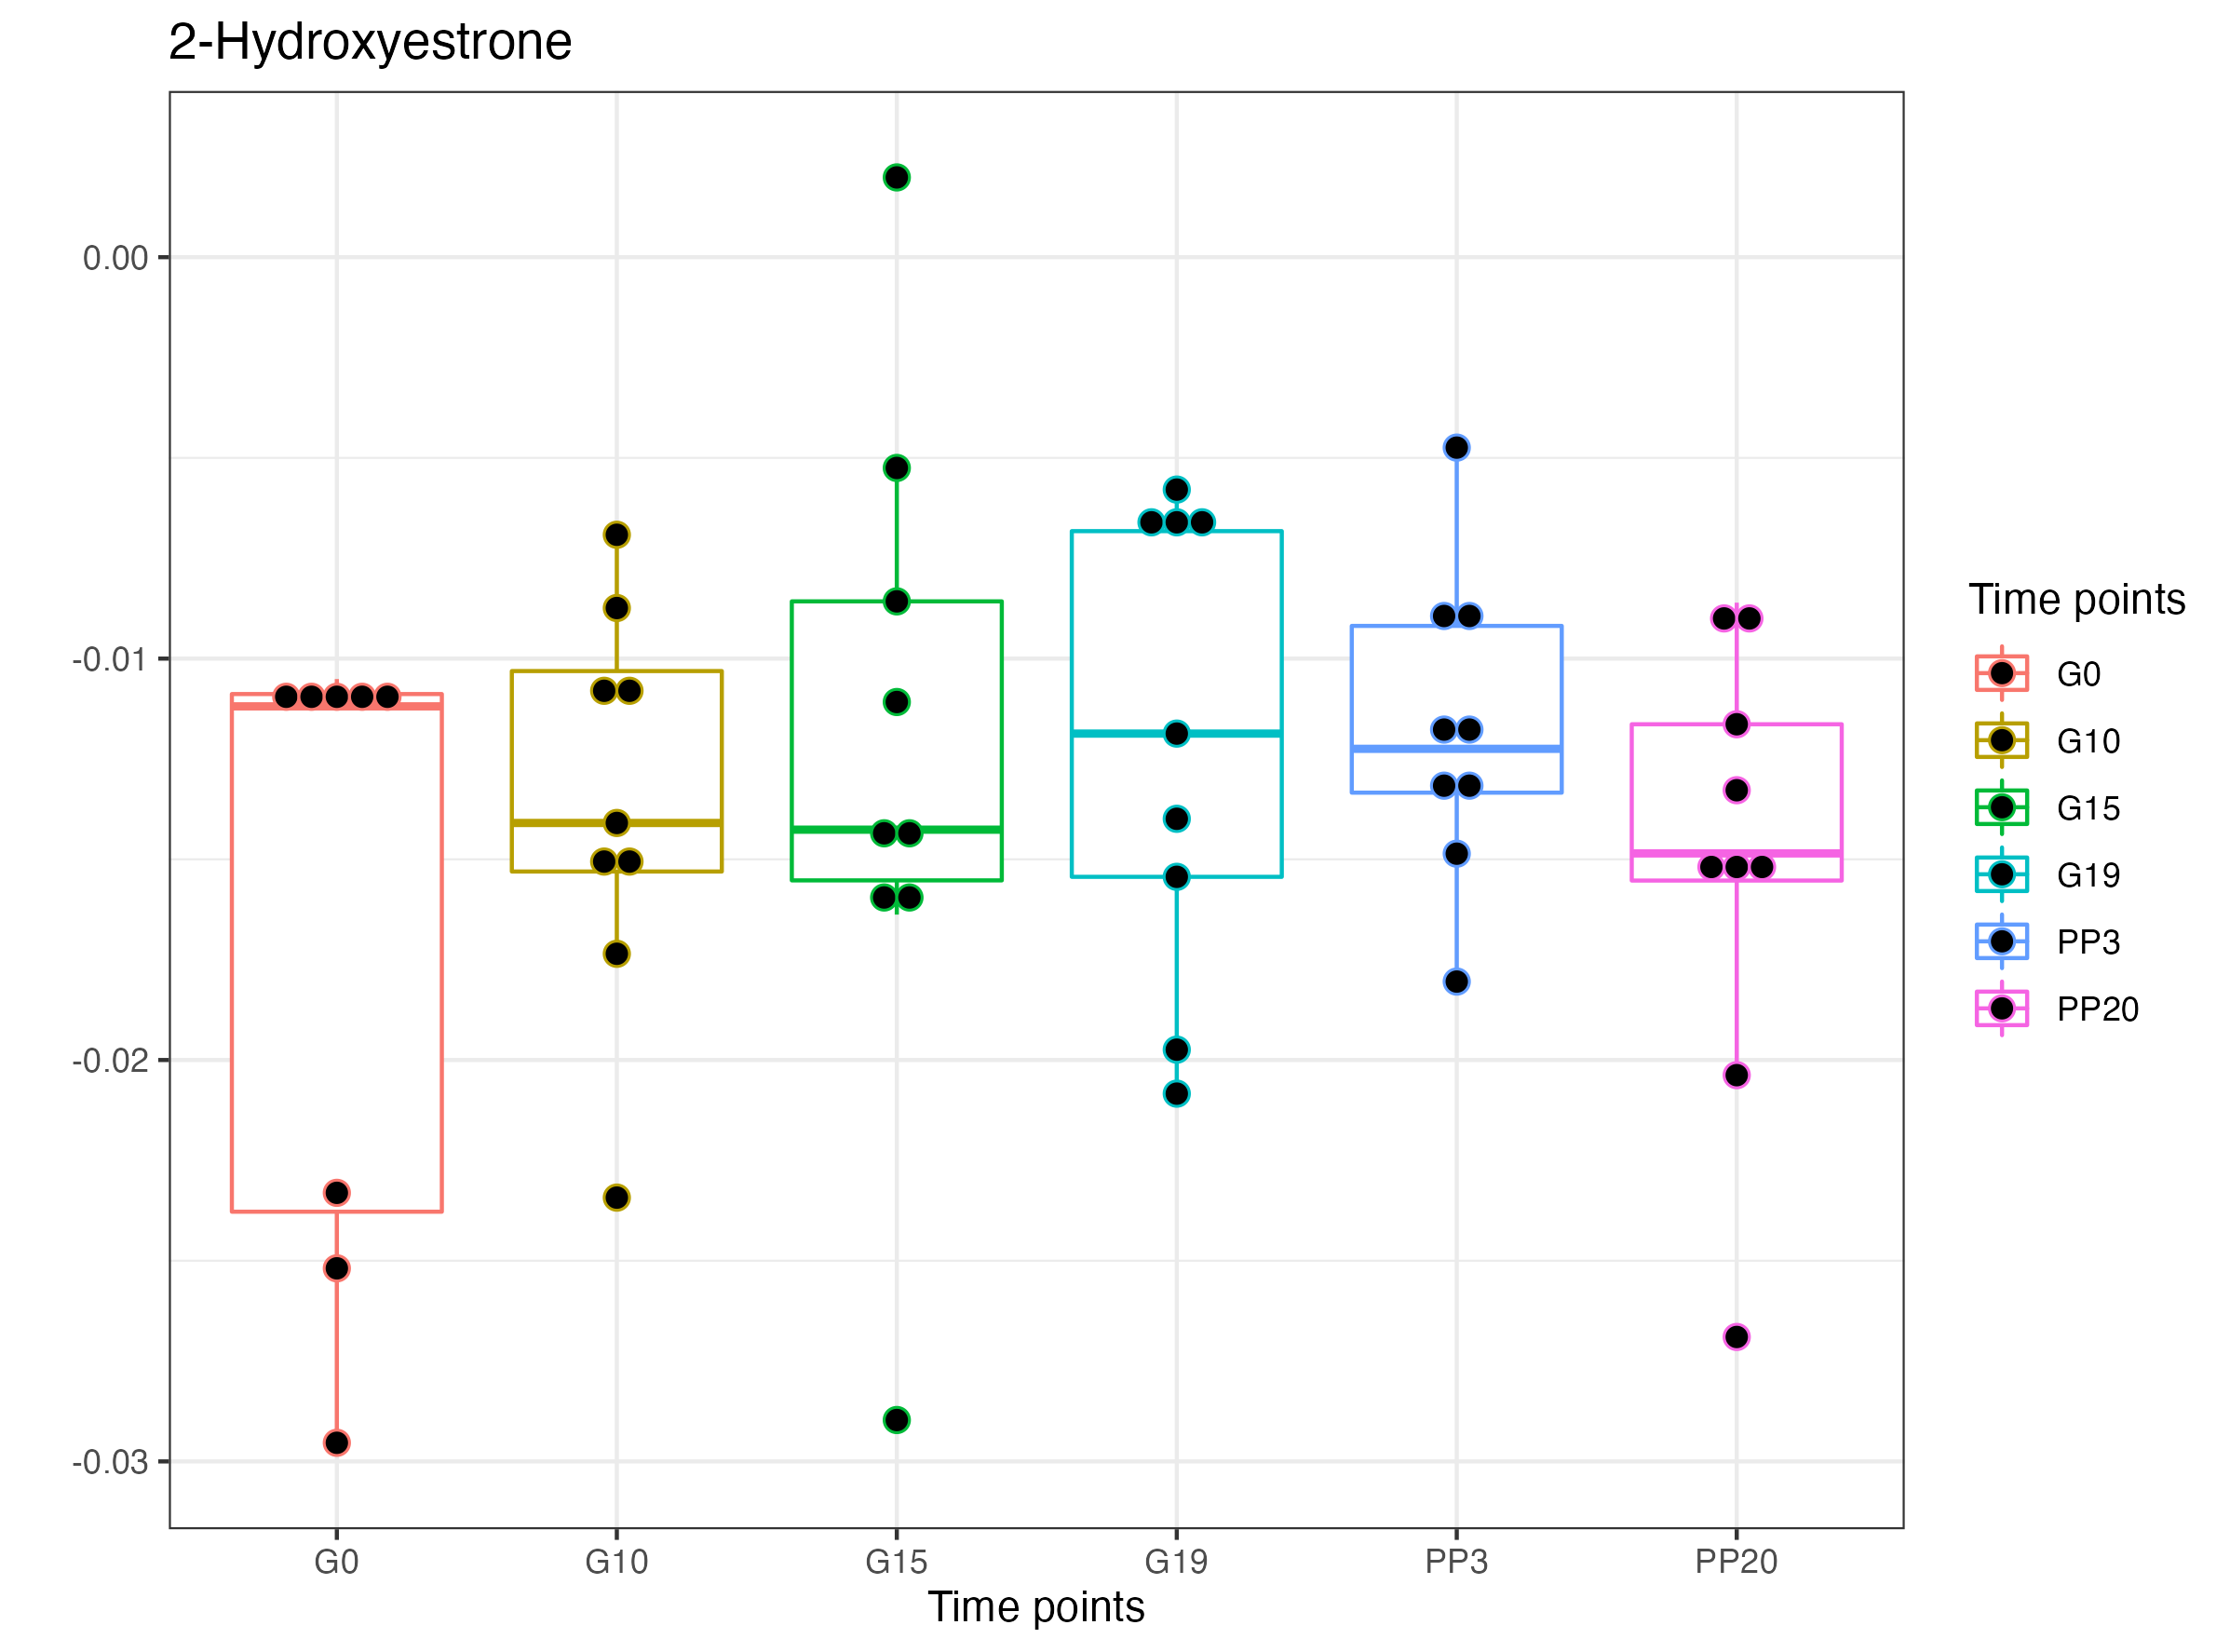 2-Hydroxyestrone
0.00
-0.01
-0.02
-0.03
G0 G10 G15 G19 PP3 PP20
Time points
Time points
G0
G10
G15
G19
PP3
PP20